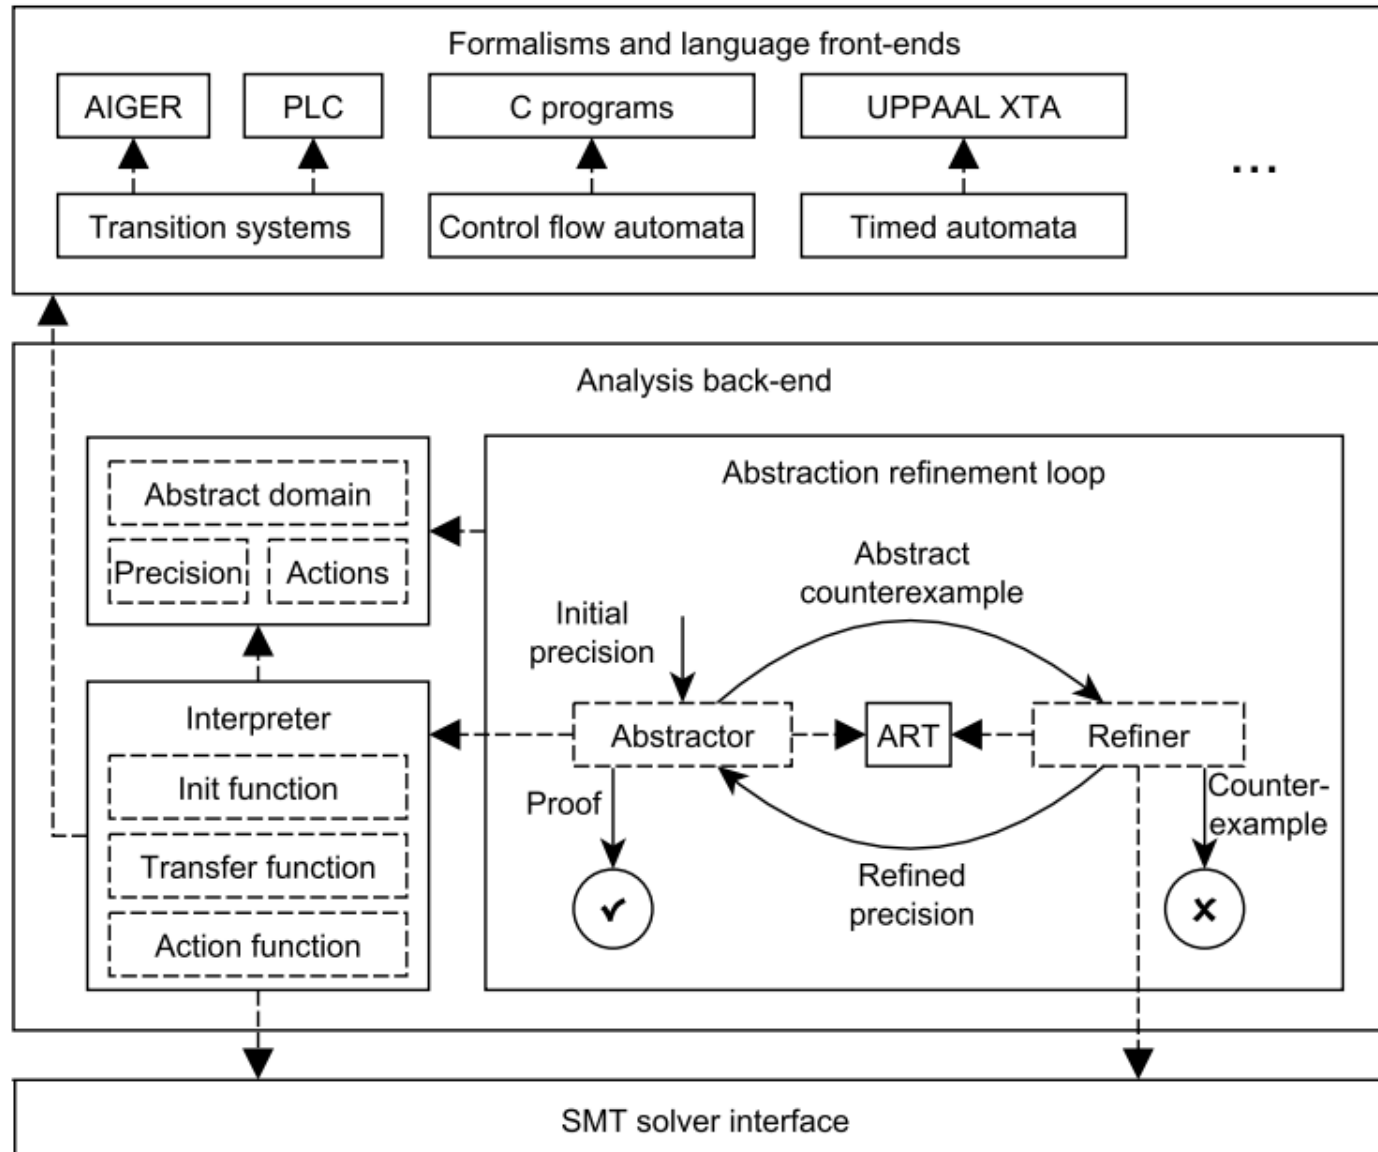 Formalisms and language front-ends
AIGER
PLC
C programs
UPPAAL XTA
...
Transition systems
Control flow automata
Timed automata
Analysis back-end
Abstract domain
Precision
Actions
Interpreter
Init function
Transfer function
Action function
Abstraction refinement loop
Abstract
counterexample
Initial
precision
Abstractor
ART
Refiner
Proof
Counter-
example
Refined
precision
SMT solver interface